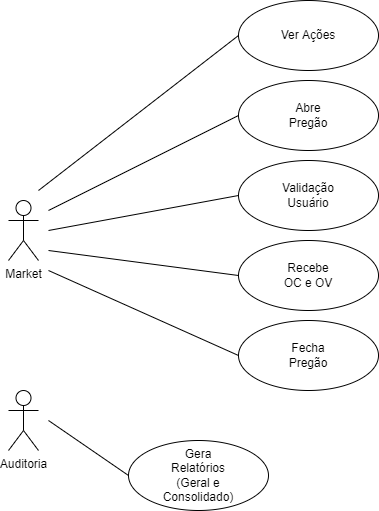 Ver Ações
Abre
Pregão
Validação
Usuário
Market
Recebe
OC e OV
Fecha
Pregão
Auditoria
Gera
Relatórios
(Geral e
Consolidado)